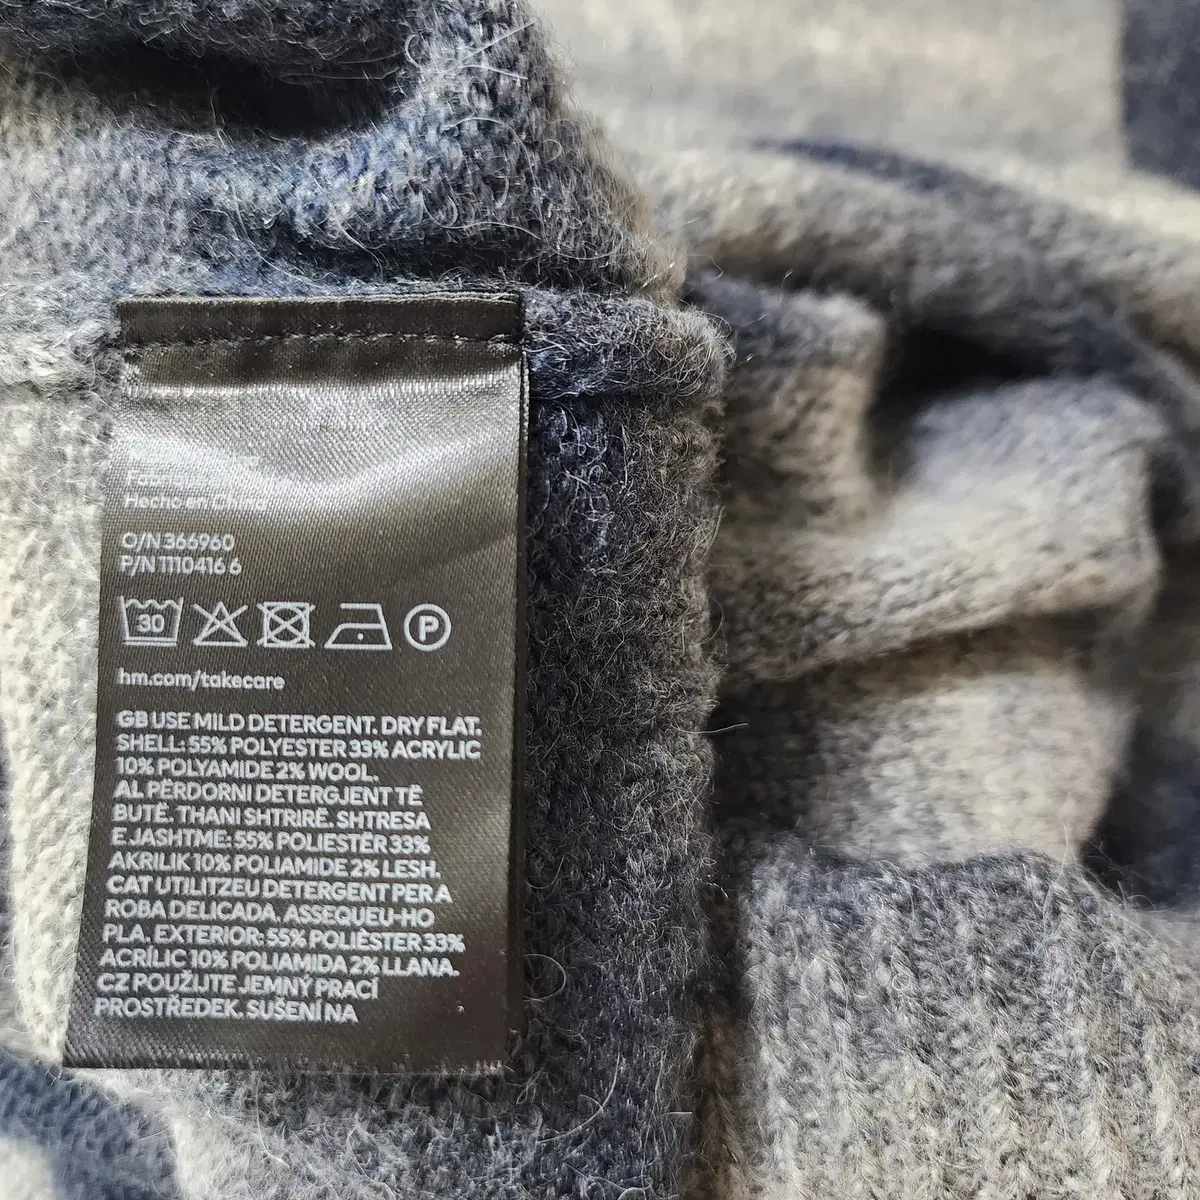 Hecho en China
O/N 366960
P/N 1110416 6
30
P
hm.com/takecare
GB USE MILD DETERGENT. DRY FLAT.
SHELL: 55% POLYESTER 33% ACRYLIC
10% POLYAMIDE 2% WOOL.
AL PËRDORNI DETERGJENT TË
BUTË. THANI SHTRIRË. SHTRESA
E JASHTME: 55% POLIESTËR 33%
AKRILIK 10% POLIAMIDE 2% LESH.
CAT UTILITZEU DETERGENT PER A
ROBA DELICADA. ASSEQUEU-HO
PLA. EXTERIOR: 55% POLIÈSTER 33%
ACRÍLIC 10% POLIAMIDA 2% LLANA.
CZ POUŽIJTE JEMNÝ PRACÍ
PROSTŘEDEK. SUŠENÍ NA